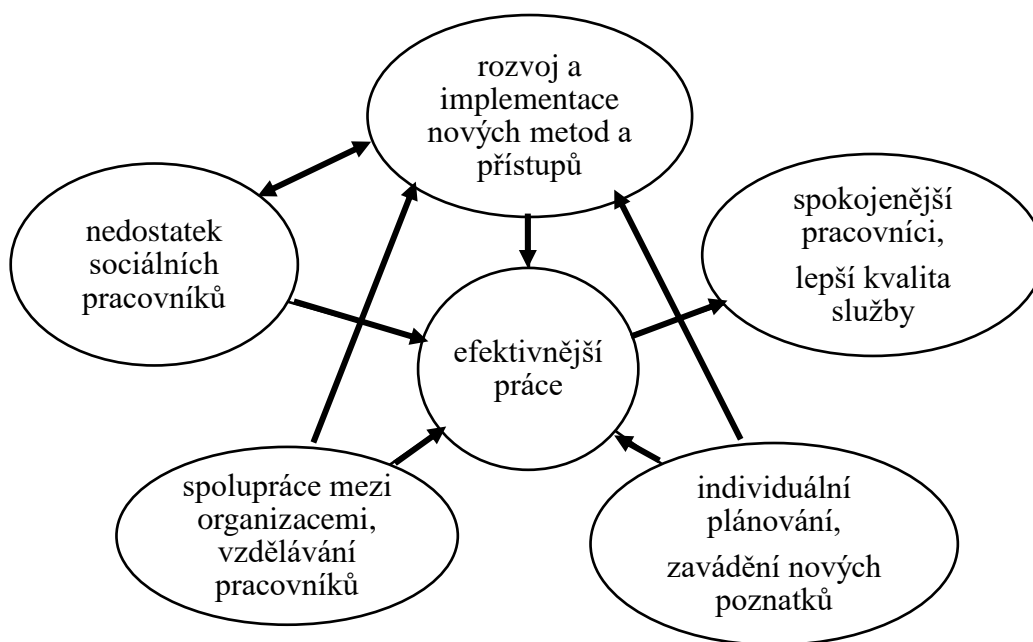 rozvoj a
implementace
nových metod a
přístupů
nedostatek
sociálních
pracovníků
spokojenější
pracovníci,
lepší kvalita
služby
efektivnější
práce
spolupráce mezi
organizacemi,
vzdělávání
pracovníků
individuální
plánování,
zavádění nových
poznatků